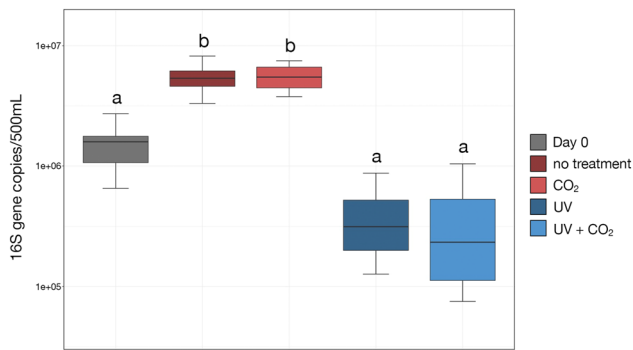 1e+07
1e+06
1e+05
16S gene copies/500mL
a
b
b
a
a
Day 0
no treatment
CO₂
UV
UV + CO₂